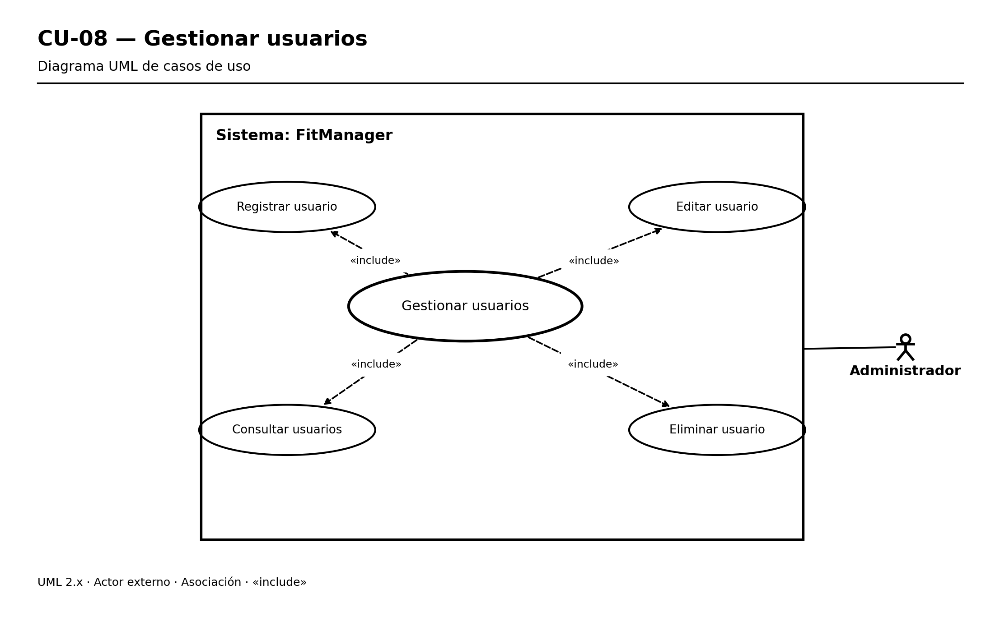 CU-08 — Gestionar usuarios
Diagrama UML de casos de uso
Sistema: FitManager
Registrar usuario
Editar usuario
«include»
«include»
Gestionar usuarios
«include»
«include»
Administrador
Consultar usuarios
Eliminar usuario
UML 2.x · Actor externo · Asociación · «include»